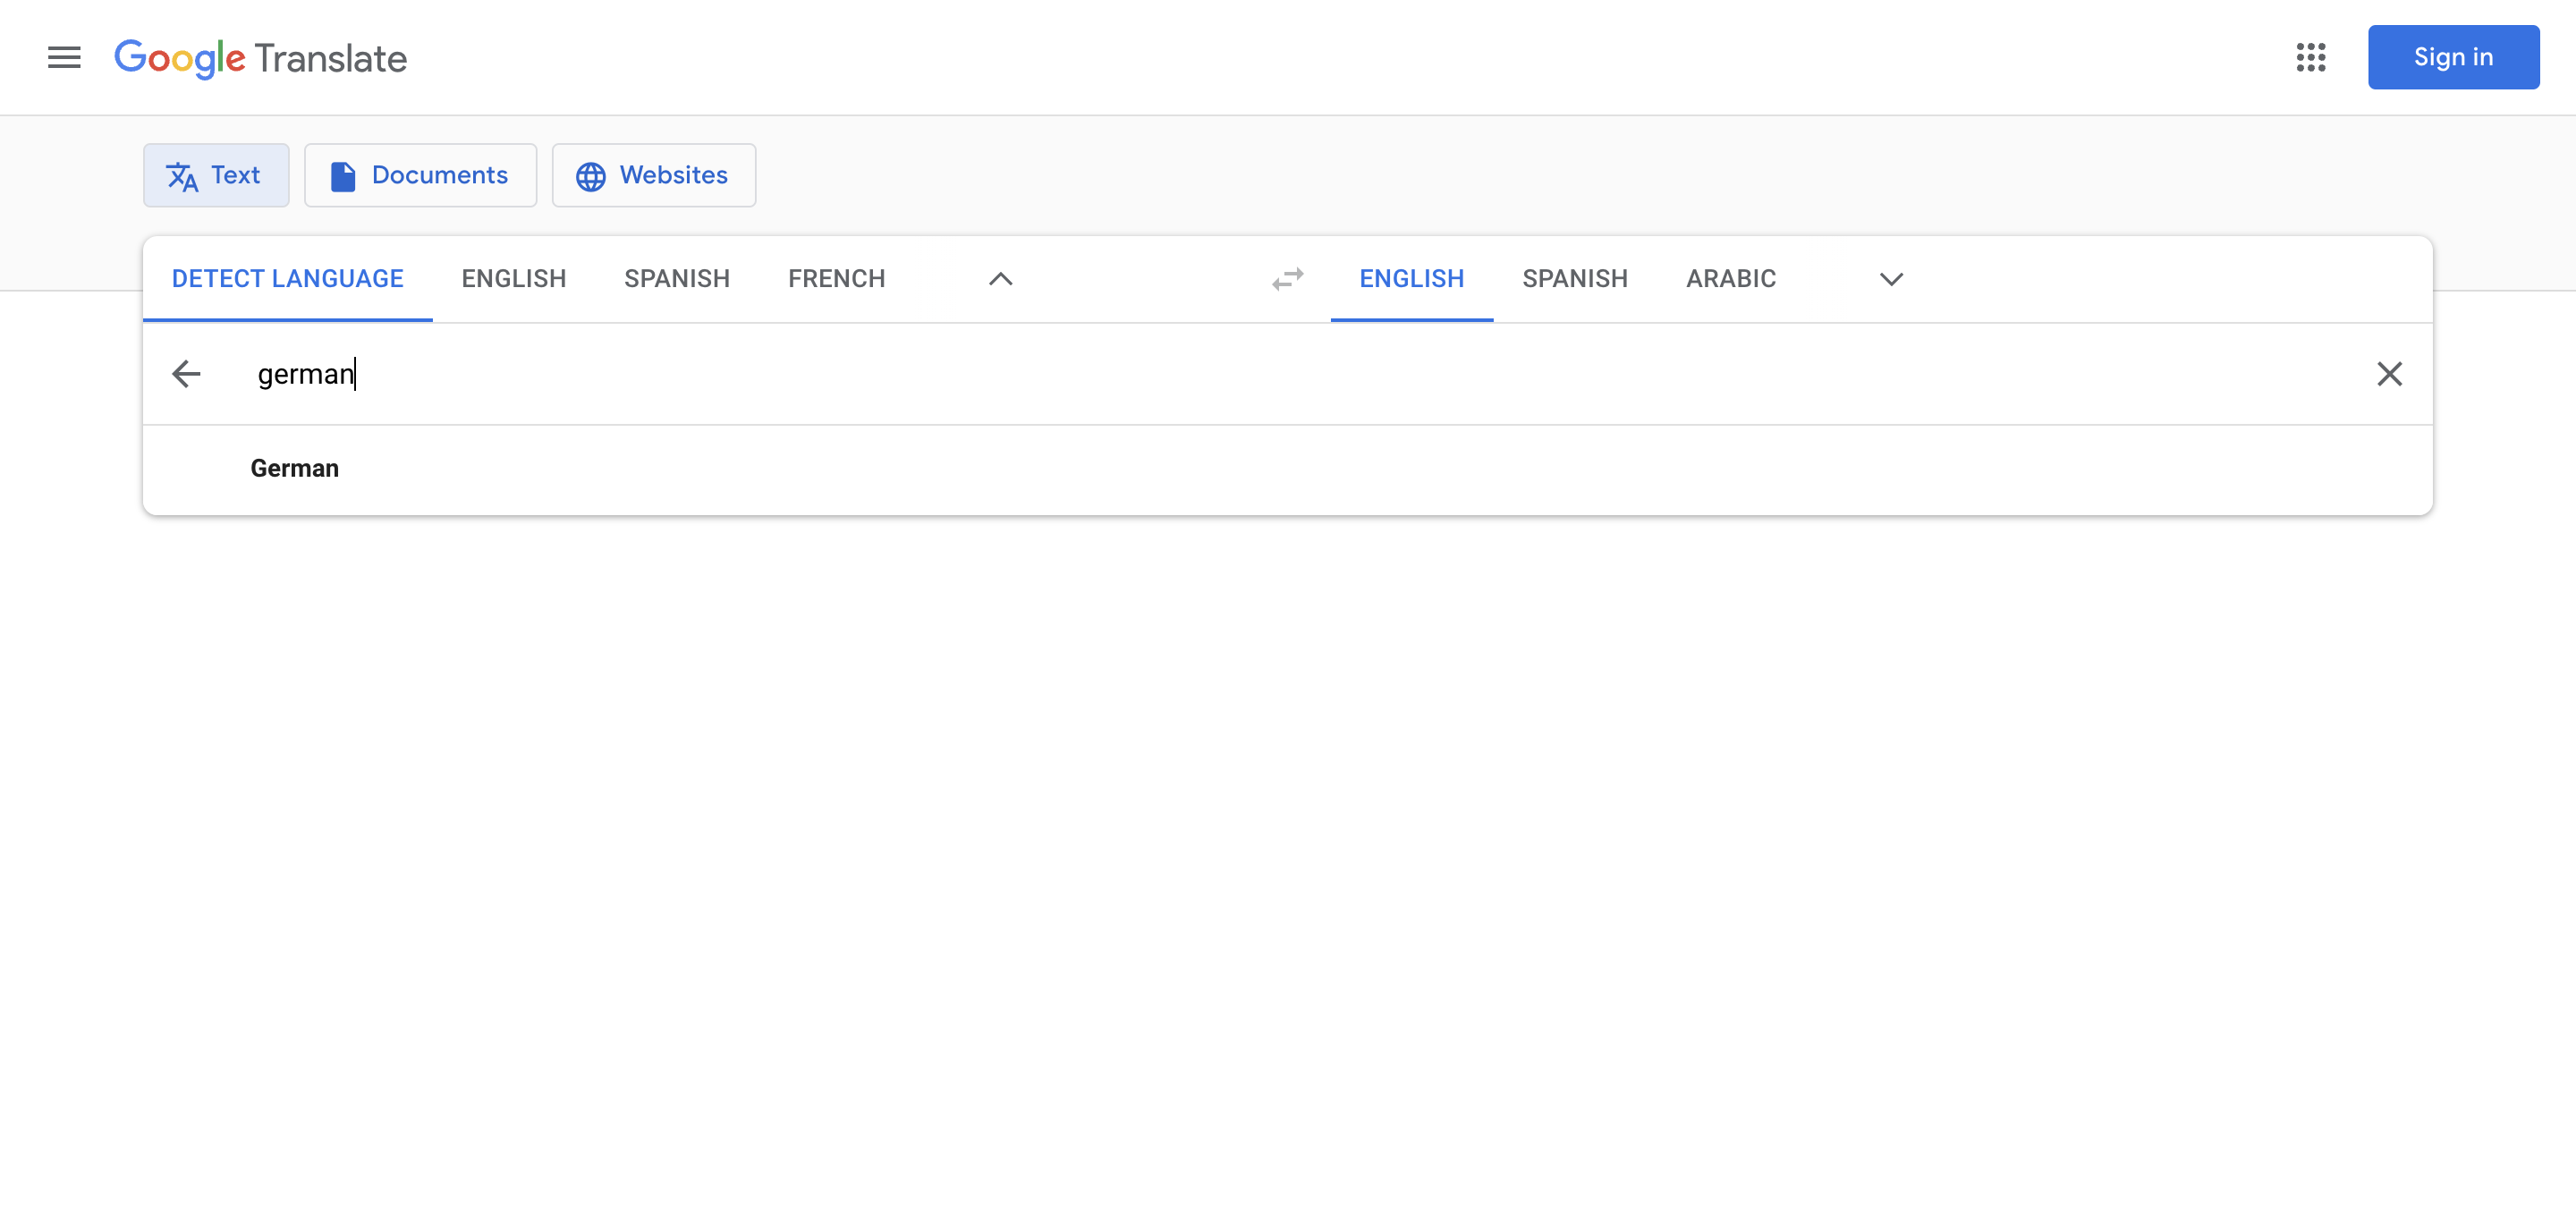 Google Translate
Sign in
Text Documents Websites
DETECT LANGUAGE ENGLISH SPANISH FRENCH ENGLISH SPANISH ARABIC
german
German